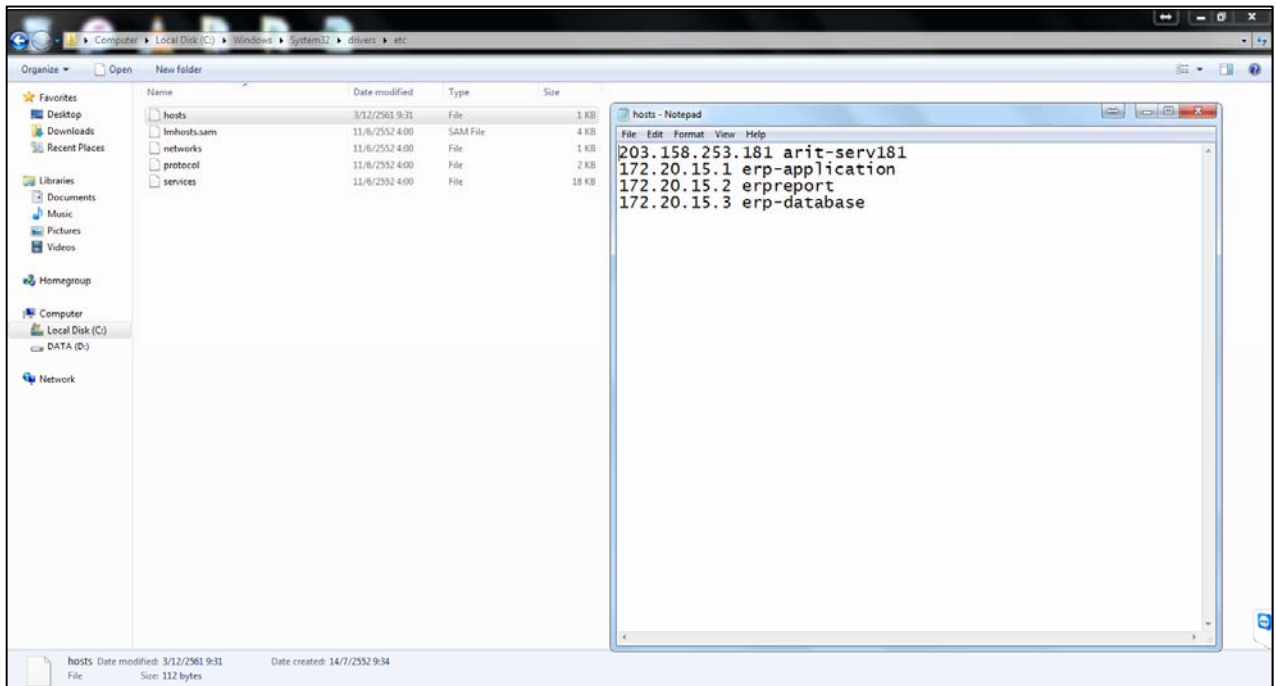 Computer ▸ Local Disk (C:) ▸ Windows ▸ System32 ▸ drivers ▸ etc
Organize Open New folder
Favorites
Desktop
Downloads
Recent Places
Libraries
Documents
Music
Pictures
Videos
Homegroup
Computer
Local Disk (C:)
DATA (D:)
Network
Name Date modified Type Size
hosts 3/12/2561 9:31 File 1 KB
lmhosts.sam 11/6/2552 4:00 SAM File 4 KB
networks 11/6/2552 4:00 File 1 KB
protocol 11/6/2552 4:00 File 2 KB
services 11/6/2552 4:00 File 18 KB
hosts - Notepad
File Edit Format View Help
203.158.253.181 arit-serv181
172.20.15.1 erp-application
172.20.15.2 erpreport
172.20.15.3 erp-database
hosts Date modified: 3/12/2561 9:31 Date created: 14/7/2552 9:34
File Size: 112 bytes